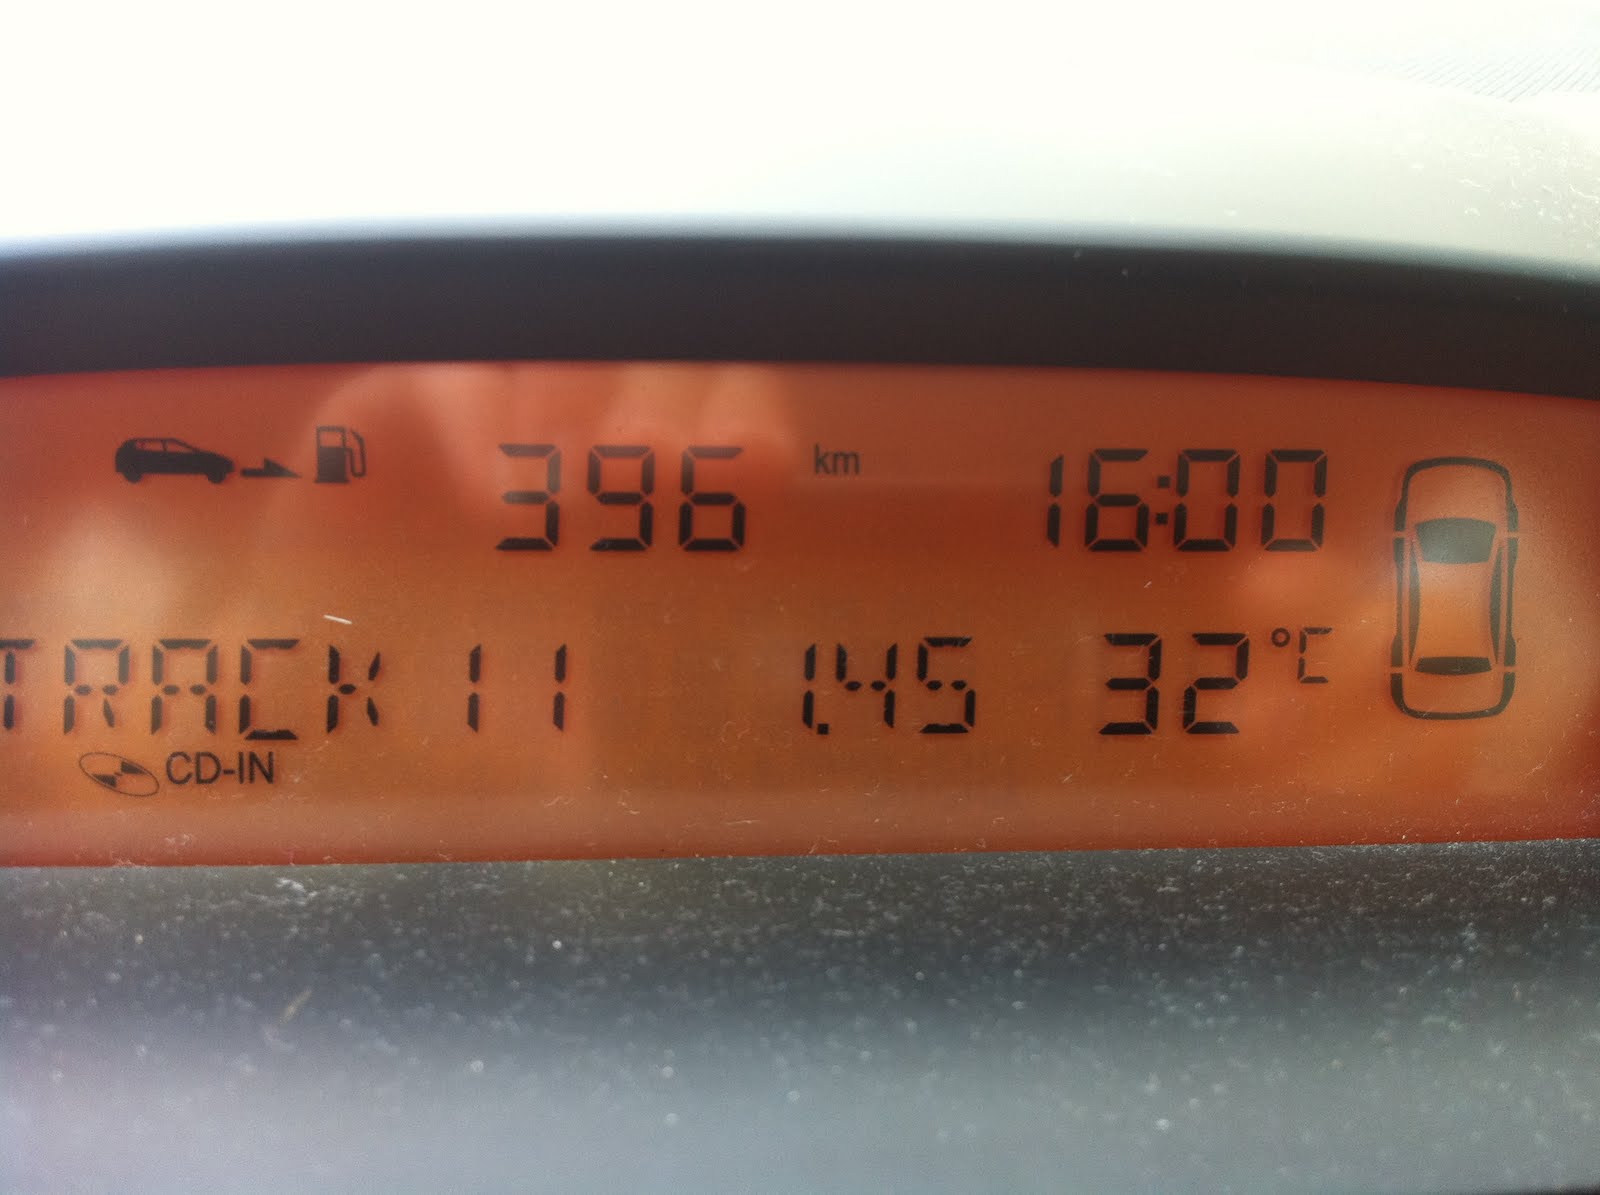 396 km 16:00
TRACK 11 1.45 32°C
CD-IN